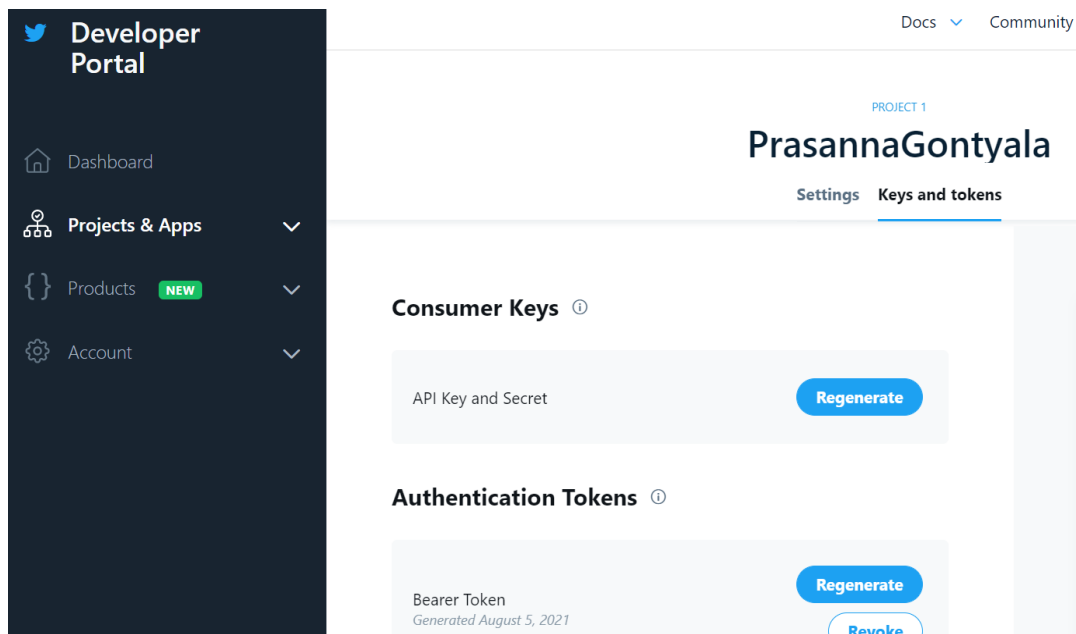 Developer
Portal
Dashboard
Projects & Apps
Products NEW
Account
Docs Community
PROJECT 1
PrasannaGontyala
Settings Keys and tokens
Consumer Keys
API Key and Secret Regenerate
Authentication Tokens
Regenerate
Bearer Token
Generated August 5, 2021
Revoke